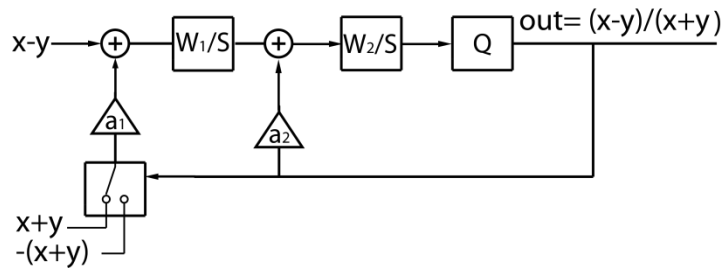 out= (x-y)/(x+y)
x-y
+
W₁/S
+
W₂/S
Q
a₁
a₂
x+y
-(x+y)